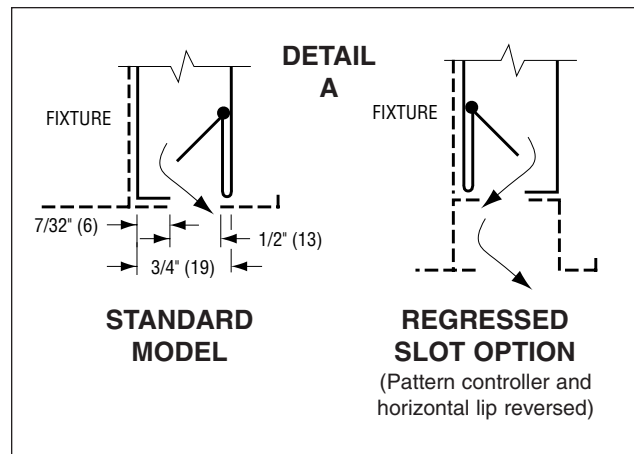 DETAIL
A
FIXTURE
FIXTURE
7/32" (6)
1/2" (13)
3/4" (19)
STANDARD
MODEL
REGRESSED
SLOT OPTION
(Pattern controller and
horizontal lip reversed)